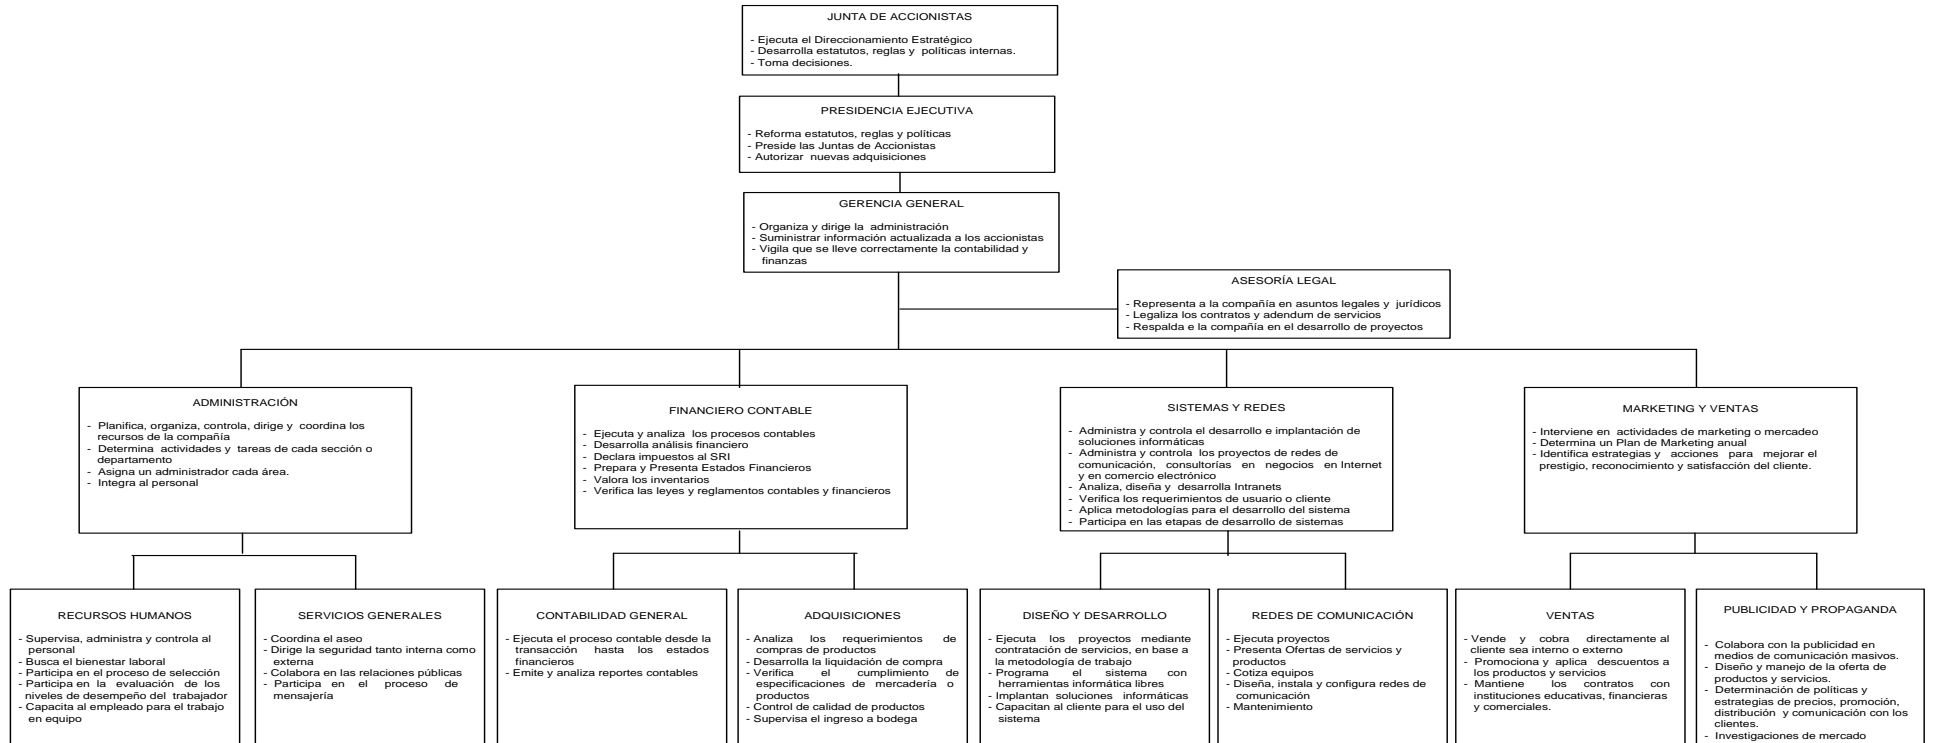 JUNTA DE ACCIONISTAS
- Ejecuta el Direccionamiento Estratégico
- Desarrolla estatutos, reglas y políticas internas.
- Toma decisiones.
PRESIDENCIA EJECUTIVA
- Reforma estatutos, reglas y políticas
- Preside las Juntas de Accionistas
- Autorizar nuevas adquisiciones
GERENCIA GENERAL
- Organiza y dirige la administración
- Suministrar información actualizada a los accionistas
- Vigila que se lleve correctamente la contabilidad y
finanzas
ASESORÍA LEGAL
- Representa a la compañía en asuntos legales y jurídicos
- Legaliza los contratos y adendum de servicios
- Respalda e la compañía en el desarrollo de proyectos
ADMINISTRACIÓN
- Planifica, organiza, controla, dirige y coordina los
recursos de la compañía
- Determina actividades y tareas de cada sección o
departamento
- Asigna un administrador cada área.
- Integra al personal
FINANCIERO CONTABLE
- Ejecuta y analiza los procesos contables
- Desarrolla análisis financiero
- Declara impuestos al SRI
- Prepara y Presenta Estados Financieros
- Valora los inventarios
- Verifica las leyes y reglamentos contables y financieros
SISTEMAS Y REDES
- Administra y controla el desarrollo e implantación de
soluciones informáticas
- Administra y controla los proyectos de redes de
comunicación, consultorías en negocios en Internet
y en comercio electrónico
- Analiza, diseña y desarrolla Intranets
- Verifica los requerimientos de usuario o cliente
- Aplica metodologías para el desarrollo del sistema
- Participa en las etapas de desarrollo de sistemas
MARKETING Y VENTAS
- Interviene en actividades de marketing o mercadeo
- Determina un Plan de Marketing anual
- Identifica estrategias y acciones para mejorar el
prestigio, reconocimiento y satisfacción del cliente.
RECURSOS HUMANOS
- Supervisa, administra y controla al
personal
- Busca el bienestar laboral
- Participa en el proceso de selección
- Participa en la evaluación de los
niveles de desempeño del trabajador
- Capacita al empleado para el trabajo
en equipo
SERVICIOS GENERALES
- Coordina el aseo
- Dirige la seguridad tanto interna como
externa
- Colabora en las relaciones públicas
- Participa en el proceso de
mensajería
CONTABILIDAD GENERAL
- Ejecuta el proceso contable desde la
transacción hasta los estados
financieros
- Emite y analiza reportes contables
ADQUISICIONES
- Analiza los requerimientos de
compras de productos
- Desarrolla la liquidación de compra
- Verifica el cumplimiento de
especificaciones de mercadería o
productos
- Control de calidad de productos
- Supervisa el ingreso a bodega
DISEÑO Y DESARROLLO
- Ejecuta los proyectos mediante
contratación de servicios, en base a
la metodología de trabajo
- Programa el sistema con
herramientas informática libres
- Implantan soluciones informáticas
- Capacitan al cliente para el uso del
sistema
REDES DE COMUNICACIÓN
- Ejecuta proyectos
- Presenta Ofertas de servicios y
productos
- Cotiza equipos
- Diseña, instala y configura redes de
comunicación
- Mantenimiento
VENTAS
- Vende y cobra directamente al
cliente sea interno o externo
- Promociona y aplica descuentos a
los productos y servicios
- Mantiene los contratos con
instituciones educativas, financieras
y comerciales.
PUBLICIDAD Y PROPAGANDA
- Colabora con la publicidad en
medios de comunicación masivos.
- Diseño y manejo de la oferta de
productos y servicios.
- Determinación de políticas y
estrategias de precios, promoción,
distribución y comunicación con los
clientes.
- Investigaciones de mercado